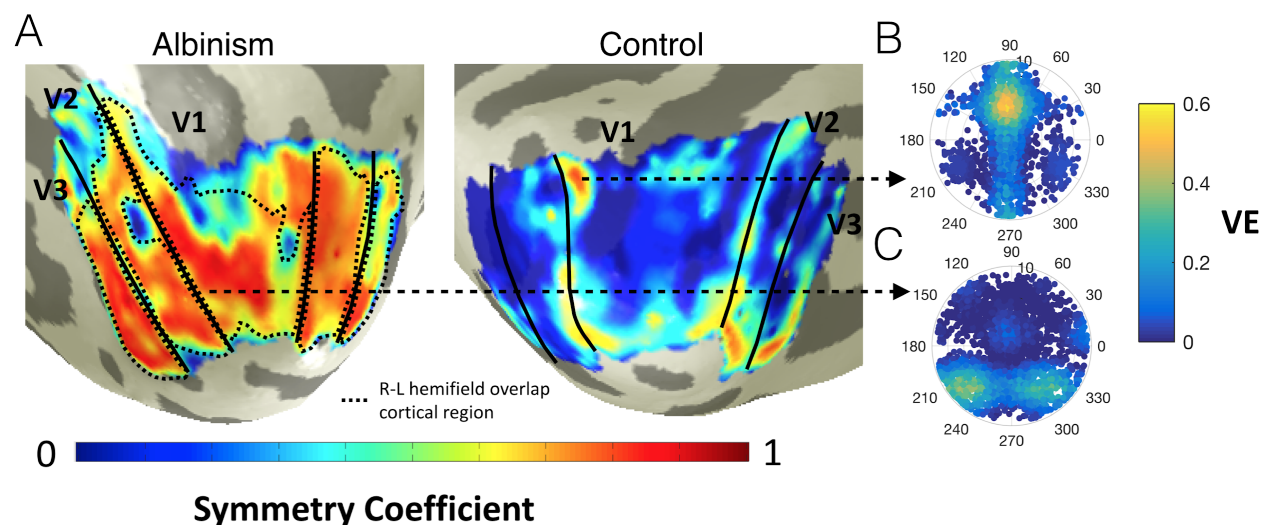 A
Albinism
Control
V2
V1
V3
V1
V2
V3
.... R-L hemifield overlap
cortical region
0
1
Symmetry Coefficient
B
90
120
60
10
150
30
180
0
210
330
240
300
270
C
90
120
60
10
150
30
180
0
210
330
240
300
270
0.6
0.4
0.2
0
VE